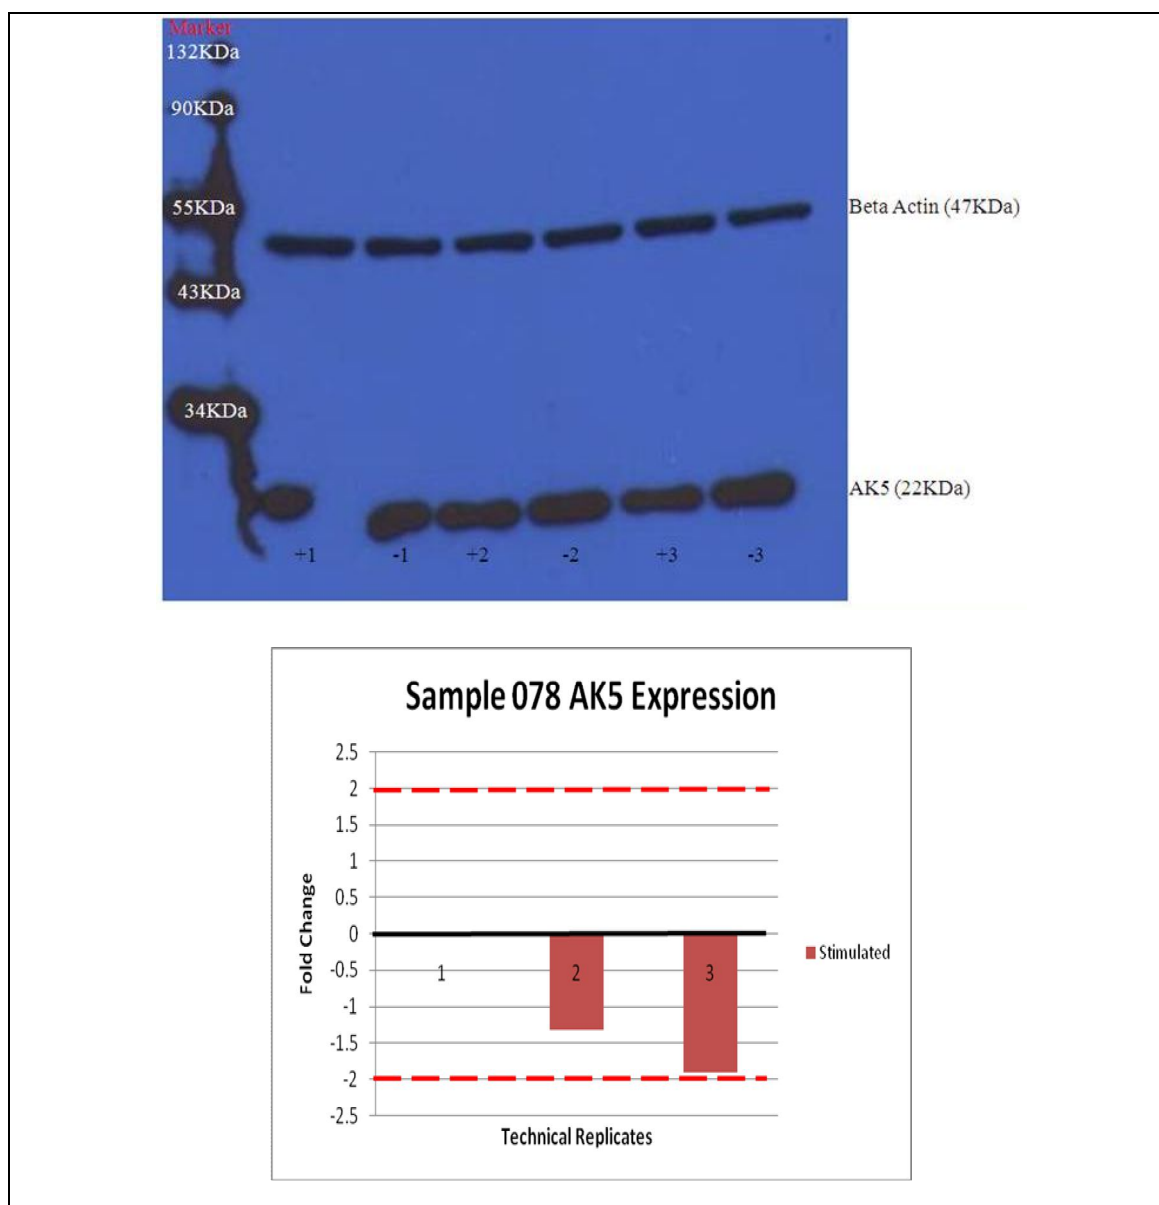 Marker
132KDa
90KDa
55KDa
Beta Actin (47KDa)
43KDa
34KDa
AK5 (22KDa)
+1 -1 +2 -2 +3 -3
Sample 078 AK5 Expression
2.5
2
1.5
1
0.5
0
-0.5
-1
-1.5
-2
-2.5
Fold Change
1 2 3
Stimulated
Technical Replicates